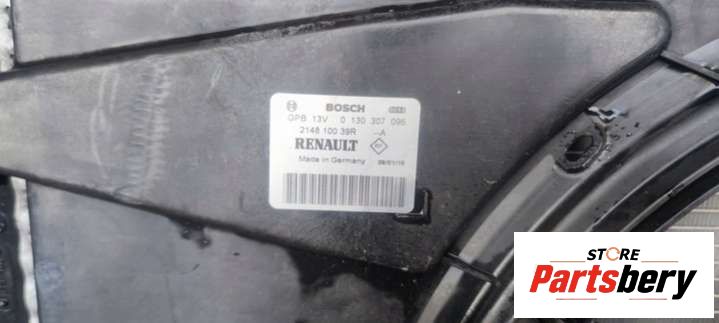 BOSCH
GPB 13V 0 130 307 095
2148 100 39R --A
RENAULT
Made in Germany
STORE
Partsbery